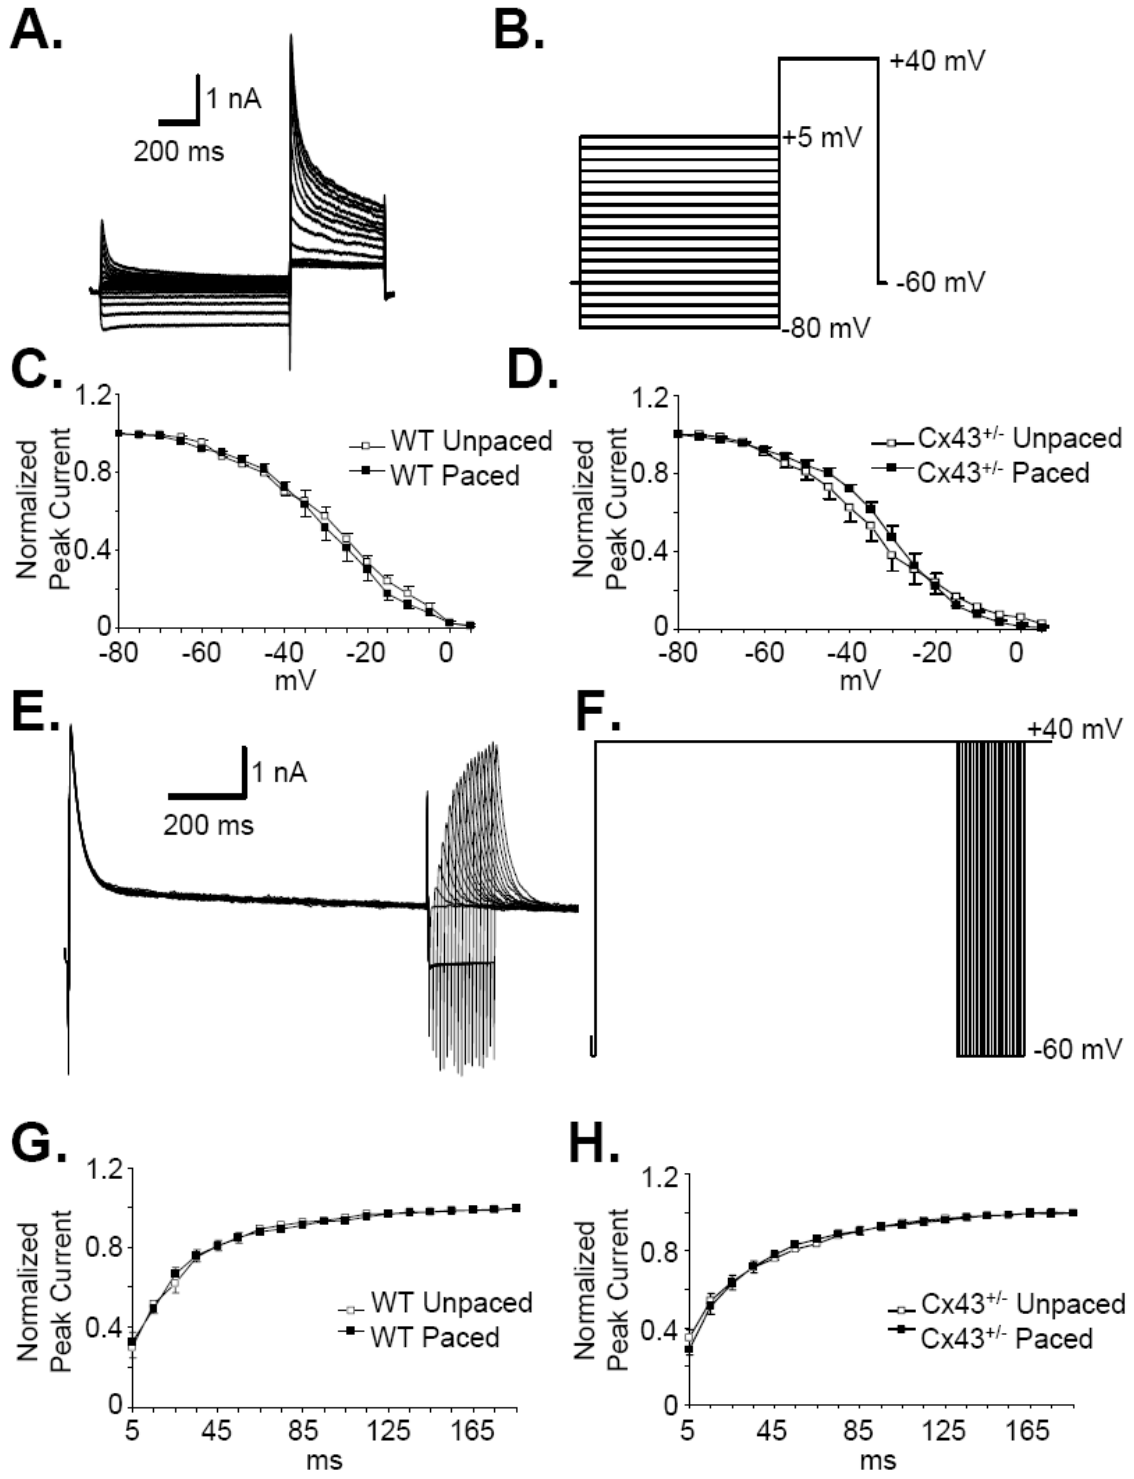 A.
1 nA
200 ms
B.
+40 mV
+5 mV
-60 mV
-80 mV
C.
Normalized
Peak Current
1.2
0.8
0.4
0
-80 -60 -40 -20 0
mV
WT Unpaced
WT Paced
D.
Normalized
Peak Current
1.2
0.8
0.4
0
-80 -60 -40 -20 0
mV
Cx43+/- Unpaced
Cx43+/- Paced
E.
1 nA
200 ms
F.
+40 mV
-60 mV
G.
Normalized
Peak Current
1.2
0.8
0.4
0
5 45 85 125 165
ms
WT Unpaced
WT Paced
H.
Normalized
Peak Current
1.2
0.8
0.4
0
5 45 85 125 165
ms
Cx43+/- Unpaced
Cx43+/- Paced